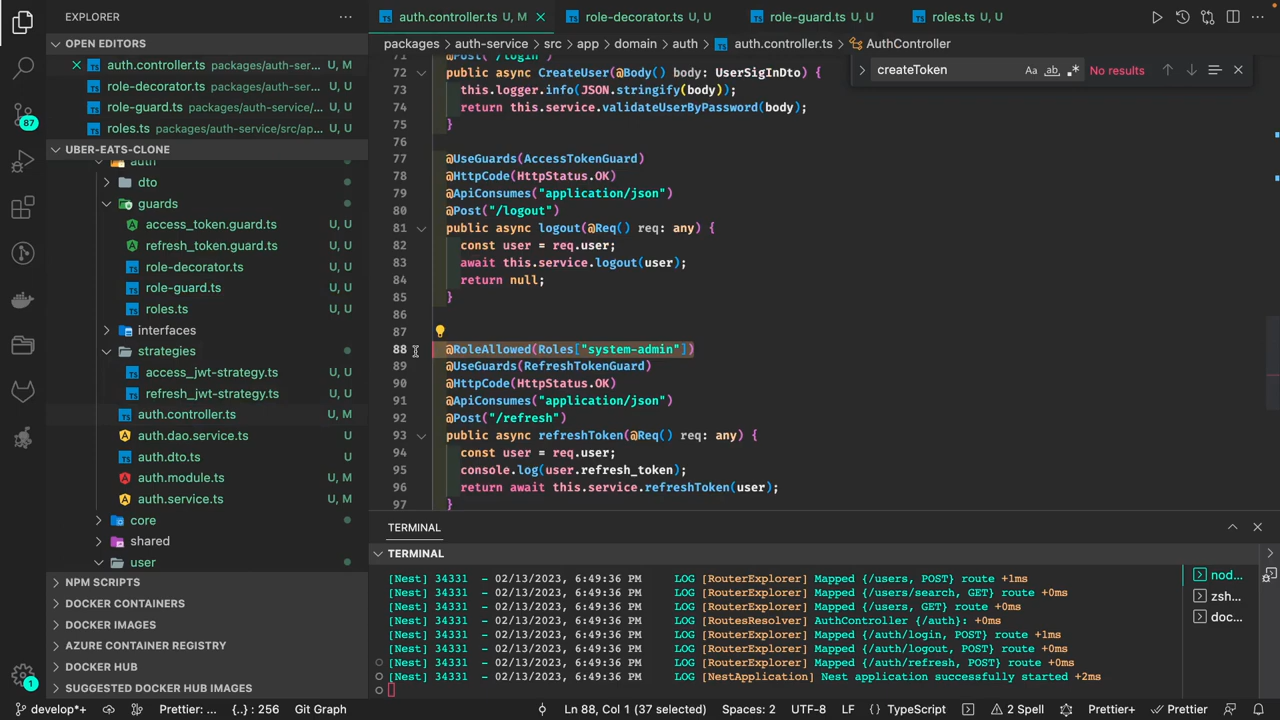 EXPLORER
auth.controller.ts U, M
role-decorator.ts U, U
role-guard.ts U, U
roles.ts U, U
OPEN EDITORS
auth.controller.ts packages/auth-ser...
role-decorator.ts packages/auth-ser...
role-guard.ts packages/auth-service/...
roles.ts packages/auth-service/src/ap...
UBER-EATS-CLONE
auth
dto
guards
access_token.guard.ts U, U
refresh_token.guard.ts U, U
role-decorator.ts U, U
role-guard.ts U, U
roles.ts U, U
interfaces
strategies
access_jwt-strategy.ts U, U
refresh_jwt-strategy.ts U, U
auth.controller.ts U, M
auth.dao.service.ts U
auth.dto.ts U
auth.module.ts U, M
auth.service.ts U, M
core
shared
user
NPM SCRIPTS
DOCKER CONTAINERS
DOCKER IMAGES
AZURE CONTAINER REGISTRY
DOCKER HUB
SUGGESTED DOCKER HUB IMAGES
87
1
packages > auth-service > src > app > domain > auth > auth.controller.ts > AuthController
createToken Aa ab .* No results
71 @Post("/login")
72 public async CreateUser(@Body() body: UserSigInDto) {
73 this.logger.info(JSON.stringify(body));
74 return this.service.validateUserByPassword(body);
75 }
76
77 @UseGuards(AccessTokenGuard)
78 @HttpCode(HttpStatus.OK)
79 @ApiConsumes("application/json")
80 @Post("/logout")
81 public async logout(@Req() req: any) {
82 const user = req.user;
83 await this.service.logout(user);
84 return null;
85 }
86
87
88 @RoleAllowed(Roles["system-admin"])
89 @UseGuards(RefreshTokenGuard)
90 @HttpCode(HttpStatus.OK)
91 @ApiConsumes("application/json")
92 @Post("/refresh")
93 public async refreshToken(@Req() req: any) {
94 const user = req.user;
95 console.log(user.refresh_token);
96 return await this.service.refreshToken(user);
97 }
TERMINAL
TERMINAL
[Nest] 34331 - 02/13/2023, 6:49:36 PM LOG [RouterExplorer] Mapped {/users, POST} route +1ms
[Nest] 34331 - 02/13/2023, 6:49:36 PM LOG [RouterExplorer] Mapped {/users/search, GET} route +0ms
[Nest] 34331 - 02/13/2023, 6:49:36 PM LOG [RouterExplorer] Mapped {/users, GET} route +0ms
[Nest] 34331 - 02/13/2023, 6:49:36 PM LOG [RoutesResolver] AuthController {/auth}: +0ms
[Nest] 34331 - 02/13/2023, 6:49:36 PM LOG [RouterExplorer] Mapped {/auth/login, POST} route +1ms
[Nest] 34331 - 02/13/2023, 6:49:36 PM LOG [RouterExplorer] Mapped {/auth/logout, POST} route +0ms
[Nest] 34331 - 02/13/2023, 6:49:36 PM LOG [RouterExplorer] Mapped {/auth/refresh, POST} route +0ms
[Nest] 34331 - 02/13/2023, 6:49:36 PM LOG [NestApplication] Nest application successfully started +2ms
nod...
zsh...
doc...
develop*+ Prettier: ... {..} : 256 Git Graph Ln 88, Col 1 (37 selected) Spaces: 2 UTF-8 LF {} TypeScript 2 Spell Prettier+ Prettier